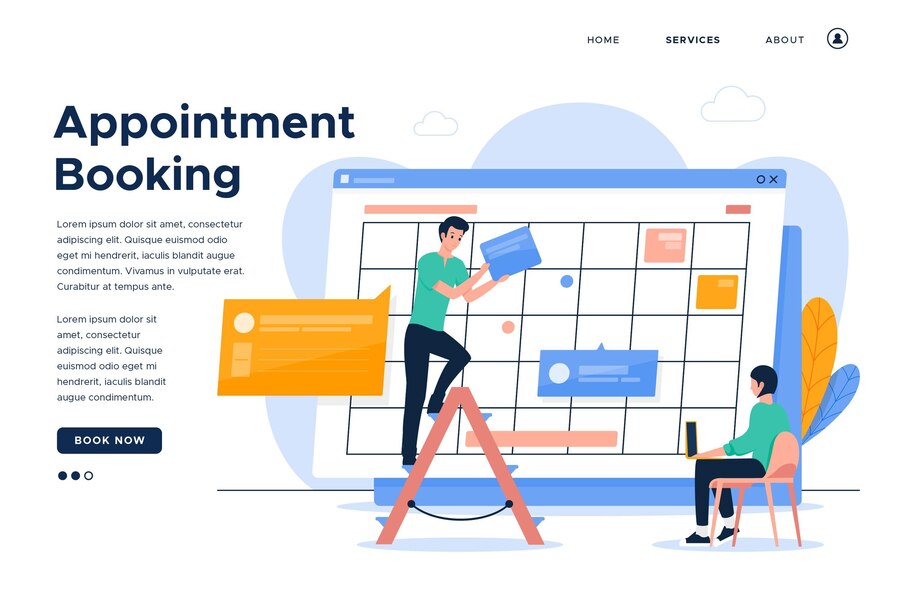 HOME SERVICES ABOUT
Appointment
Booking
Lorem ipsum dolor sit amet, consectetur
adipiscing elit. Quisque euismod odio
eget mi hendrerit, iaculis blandit augue
condimentum. Vivamus in vulputate erat.
Curabitur at tempus ante.
Lorem ipsum dolor sit
amet, consectetur
adipiscing elit. Quisque
euismod odio eget mi
hendrerit, iaculis blandit
augue condimentum.
BOOK NOW